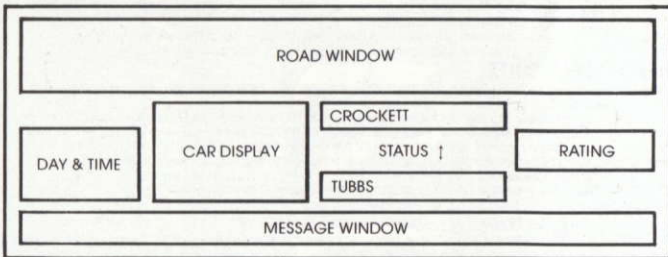 ROAD WINDOW
CROCKETT
DAY & TIME
CAR DISPLAY
STATUS ↕
RATING
TUBBS
MESSAGE WINDOW